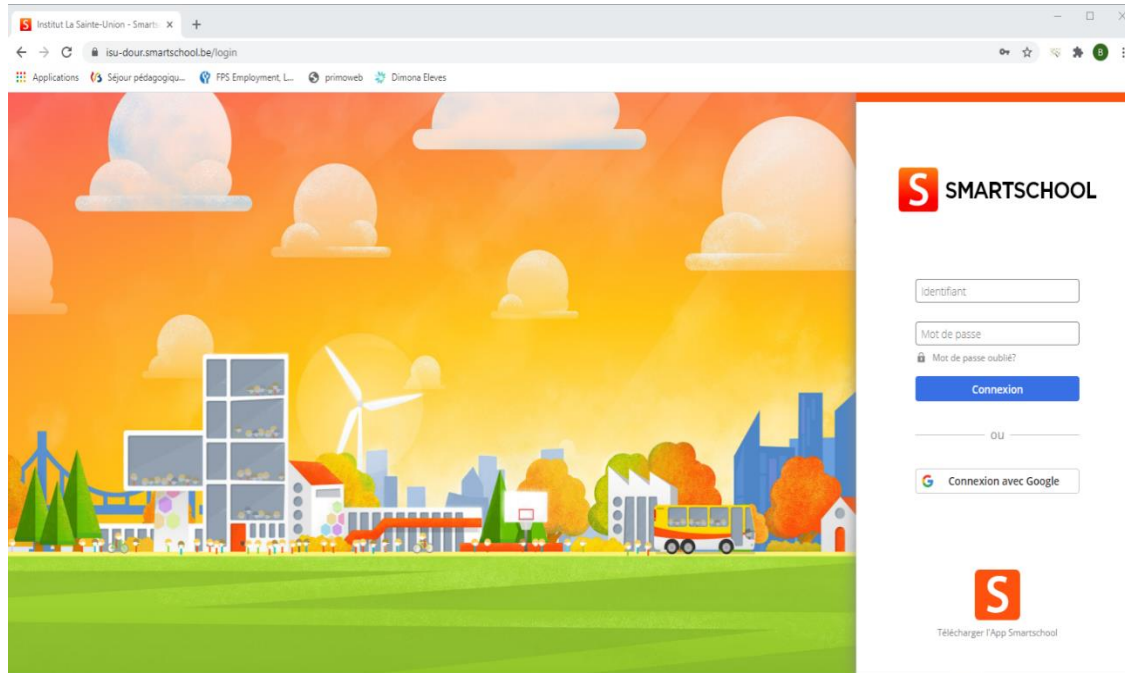 S Institut La Sainte-Union - Smarts
isu-dour.smartschool.be/login
B
Applications Séjour pédagogiqu... FPS Employment, L... primoweb Dimona Eleves
S SMARTSCHOOL
Identifiant
Mot de passe
Mot de passe oublié?
Connexion
OU
G Connexion avec Google
S
Télécharger l'App Smartschool